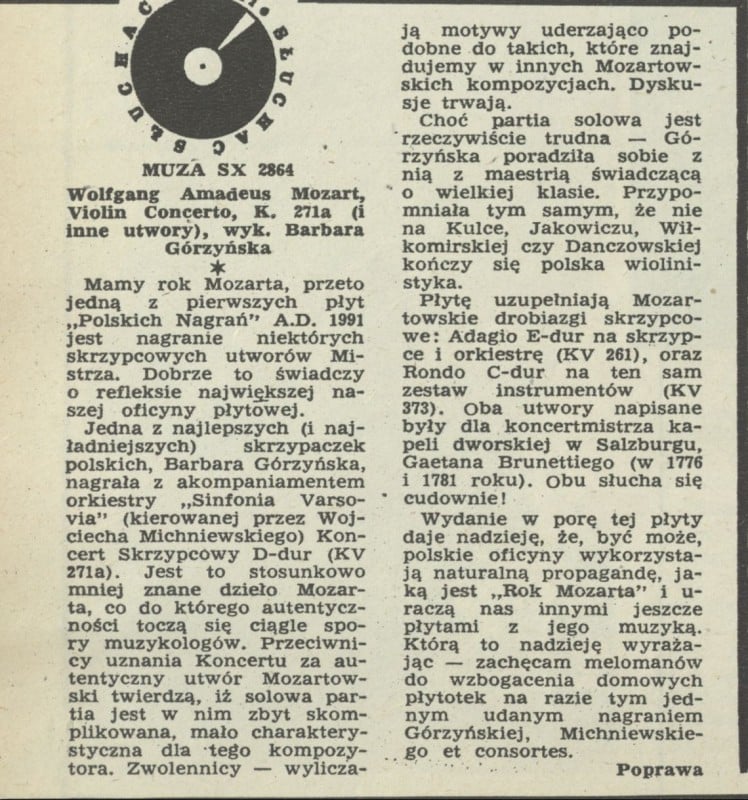 SŁUCHAĆ SŁUCHAĆ
MUZA SX 2864
Wolfgang Amadeus Mozart,
Violin Concerto, K. 271a (i
inne utwory), wyk. Barbara
Górzyńska
*
Mamy rok Mozarta, przeto
jedną z pierwszych płyt
„Polskich Nagrań” A.D. 1991
jest nagranie niektórych
skrzypcowych utworów Mi-
strza. Dobrze to świadczy
o refleksie największej na-
szej oficyny płytowej.
Jedna z najlepszych (i naj-
ładniejszych) skrzypaczek
polskich, Barbara Górzyńska,
nagrała z akompaniamentem
orkiestry „Sinfonia Varso-
via” (kierowanej przez Woj-
ciecha Michniewskiego) Kon-
cert Skrzypcowy D-dur (KV
271a). Jest to stosunkowo
mniej znane dzieło Mozar-
ta, co do którego autentycz-
ności toczą się ciągle spo-
ry muzykologów. Przeciwni-
cy uznania Koncertu za au-
tentyczny utwór Mozartow-
ski twierdzą, iż solowa par-
tia jest w nim zbyt skom-
plikowana, mało charaktery-
styczna dla tego kompozy-
tora. Zwolennicy — wylicza-
ją motywy uderzająco po-
dobne do takich, które znaj-
dujemy w innych Mozartow-
skich kompozycjach. Dysku-
sje trwają.
Choć partia solowa jest
rzeczywiście trudna — Gó-
rzyńska poradziła sobie z
nią z maestrią świadczącą
o wielkiej klasie. Przypo-
mniała tym samym, że nie
na Kulce, Jakowiczu, Wił-
komirskiej czy Danczowskiej
kończy się polska wiolini-
styka.
Płytę uzupełniają Mozar-
towskie drobiazgi skrzypco-
we: Adagio E-dur na skrzyp-
ce i orkiestrę (KV 261), oraz
Rondo C-dur na ten sam
zestaw instrumentów (KV
373). Oba utwory napisane
były dla koncertmistrza ka-
peli dworskiej w Salzburgu,
Gaetana Brunettiego (w 1776
i 1781 roku). Obu słucha się
cudownie!
Wydanie w porę tej płyty
daje nadzieję, że, być może,
polskie oficyny wykorzysta-
ją naturalną propagandę, ja-
ką jest „Rok Mozarta” i u-
raczą nas innymi jeszcze
płytami z jego muzyką.
Którą to nadzieję wyraża-
jąc — zachęcam melomanów
do wzbogacenia domowych
płytotek na razie tym jed-
nym udanym nagraniem
Górzyńskiej, Michniewskie-
go et consortes.
Poprawa